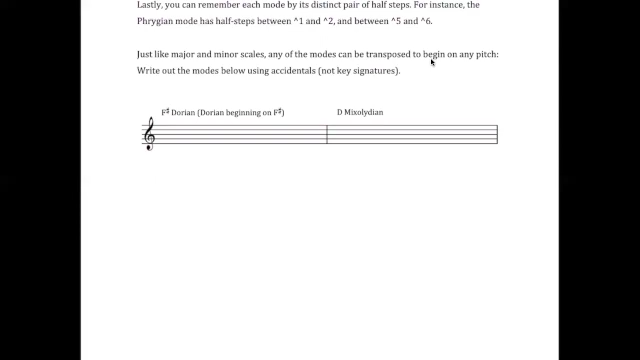 Lastly, you can remember each mode by its distinct pair of half steps. For instance, the
Phrygian mode has half-steps between ^1 and ^2, and between ^5 and ^6.
Just like major and minor scales, any of the modes can be transposed to begin on any pitch:
Write out the modes below using accidentals (not key signatures).
F♯ Dorian (Dorian beginning on F♯)
D Mixolydian